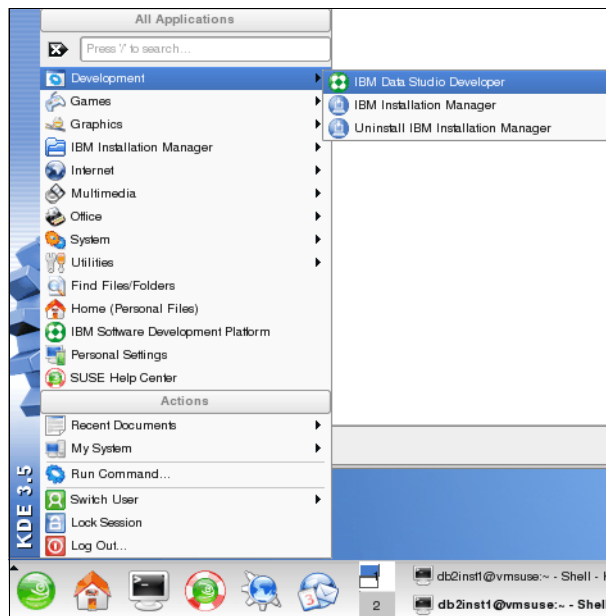 All Applications
Press '/' to search...
Development
IBM Data Studio Developer
Games
IBM Installation Manager
Graphics
Uninstall IBM Installation Manager
IBM Installation Manager
Internet
Multimedia
Office
System
Utilities
Find Files/Folders
Home (Personal Files)
IBM Software Development Platform
Personal Settings
SUSE Help Center
Actions
Recent Documents
My System
Run Command...
Switch User
Lock Session
Log Out...
KDE 3.5
3
1
db2inst1@vmsuse:~ - Shell -
2
db2inst1@vmsuse:~ - Shell